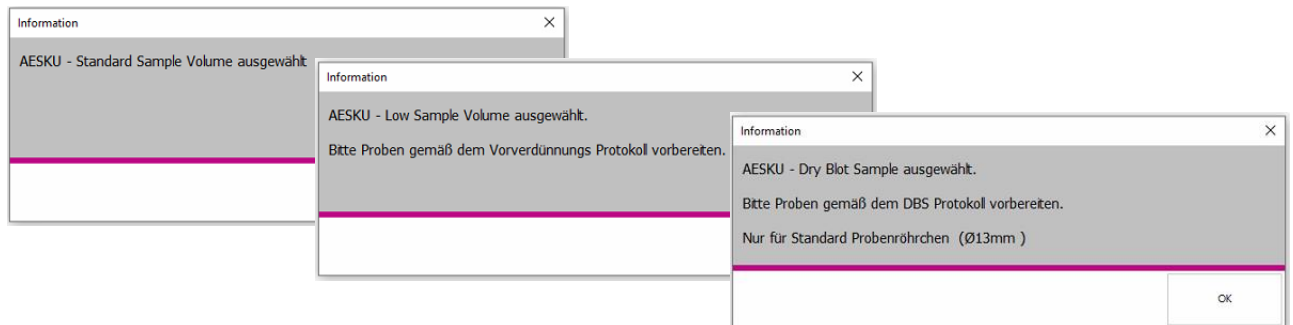 Information
AESKU - Standard Sample Volume ausgewählt
Information
AESKU - Low Sample Volume ausgewählt.
Bitte Proben gemäß dem Vorverdünnungs Protokoll vorbereiten.
Information
AESKU - Dry Blot Sample ausgewählt.
Bitte Proben gemäß dem DBS Protokoll vorbereiten.
Nur für Standard Probenröhrchen (Ø13mm )
OK